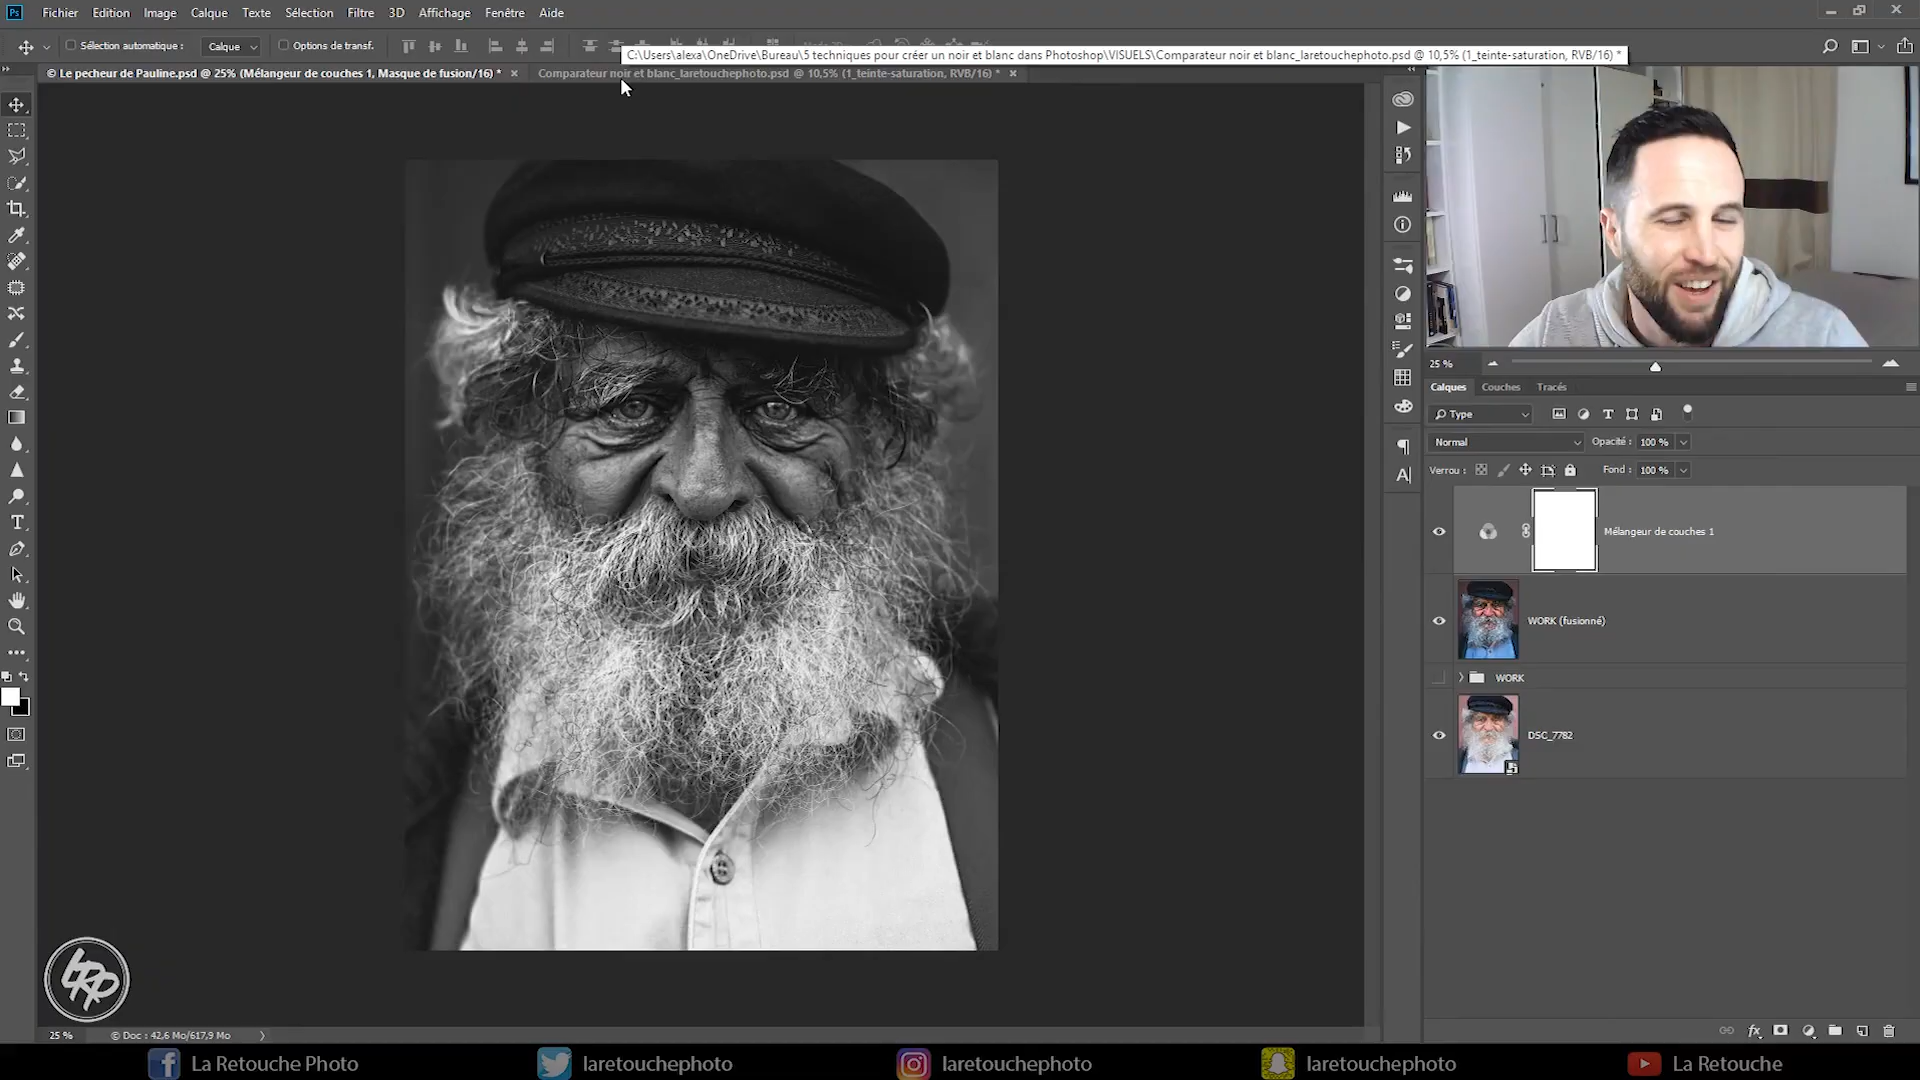 Ps Fichier Edition Image Calque Texte Sélection Filtre 3D Affichage Fenêtre Aide
Sélection automatique : Calque Options de transf.
C:\Users\alexa\OneDrive\Bureau\5 techniques pour créer un noir et blanc dans Photoshop\VISUELS\Comparateur noir et blanc_laretouchephoto.psd @ 10,5% (1_teinte-saturation, RVB/16) *
© Le pecheur de Pauline.psd @ 25% (Mélangeur de couches 1, Masque de fusion/16) *
Comparateur noir et blanc_laretouchephoto.psd @ 10,5% (1_teinte-saturation, RVB/16) *
25 %
Calques Couches Tracés
Type
Normal Opacité : 100 %
Verrou : Fond : 100 %
Mélangeur de couches 1
WORK (fusionné)
WORK
DSC_7782
LRP
25 % © Doc : 42,6 Mo/617,9 Mo
La Retouche Photo laretouchephoto laretouchephoto laretouchephoto La Retouche